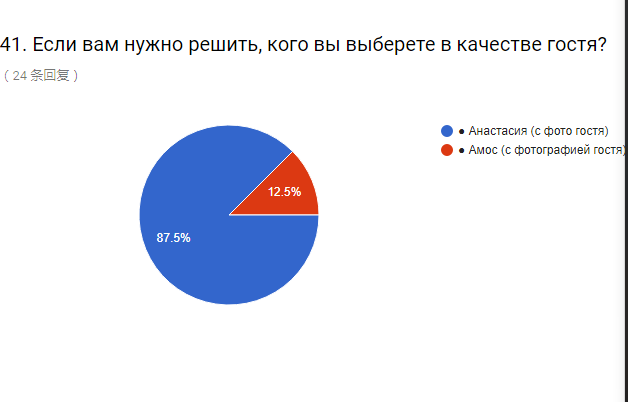 41. Если вам нужно решить, кого вы выберете в качестве гостя?
( 24 条回复 )
● Анастасия (с фото гостя)
● Амос (с фотографией гостя)
12.5%
87.5%